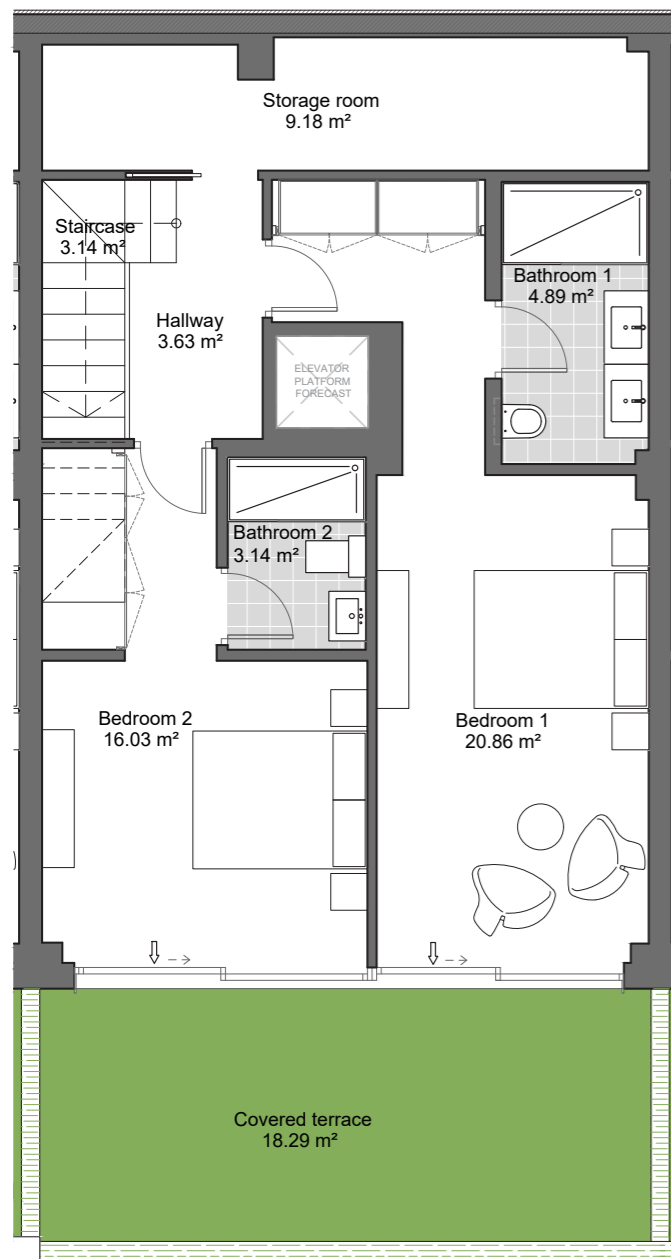 Storage room
9.18 m²
Staircase
3.14 m²
Hallway
3.63 m²
Bathroom 1
4.89 m²
ELEVATOR
PLATFORM
FORECAST
Bathroom 2
3.14 m²
Bedroom 2
16.03 m²
Bedroom 1
20.86 m²
Covered terrace
18.29 m²